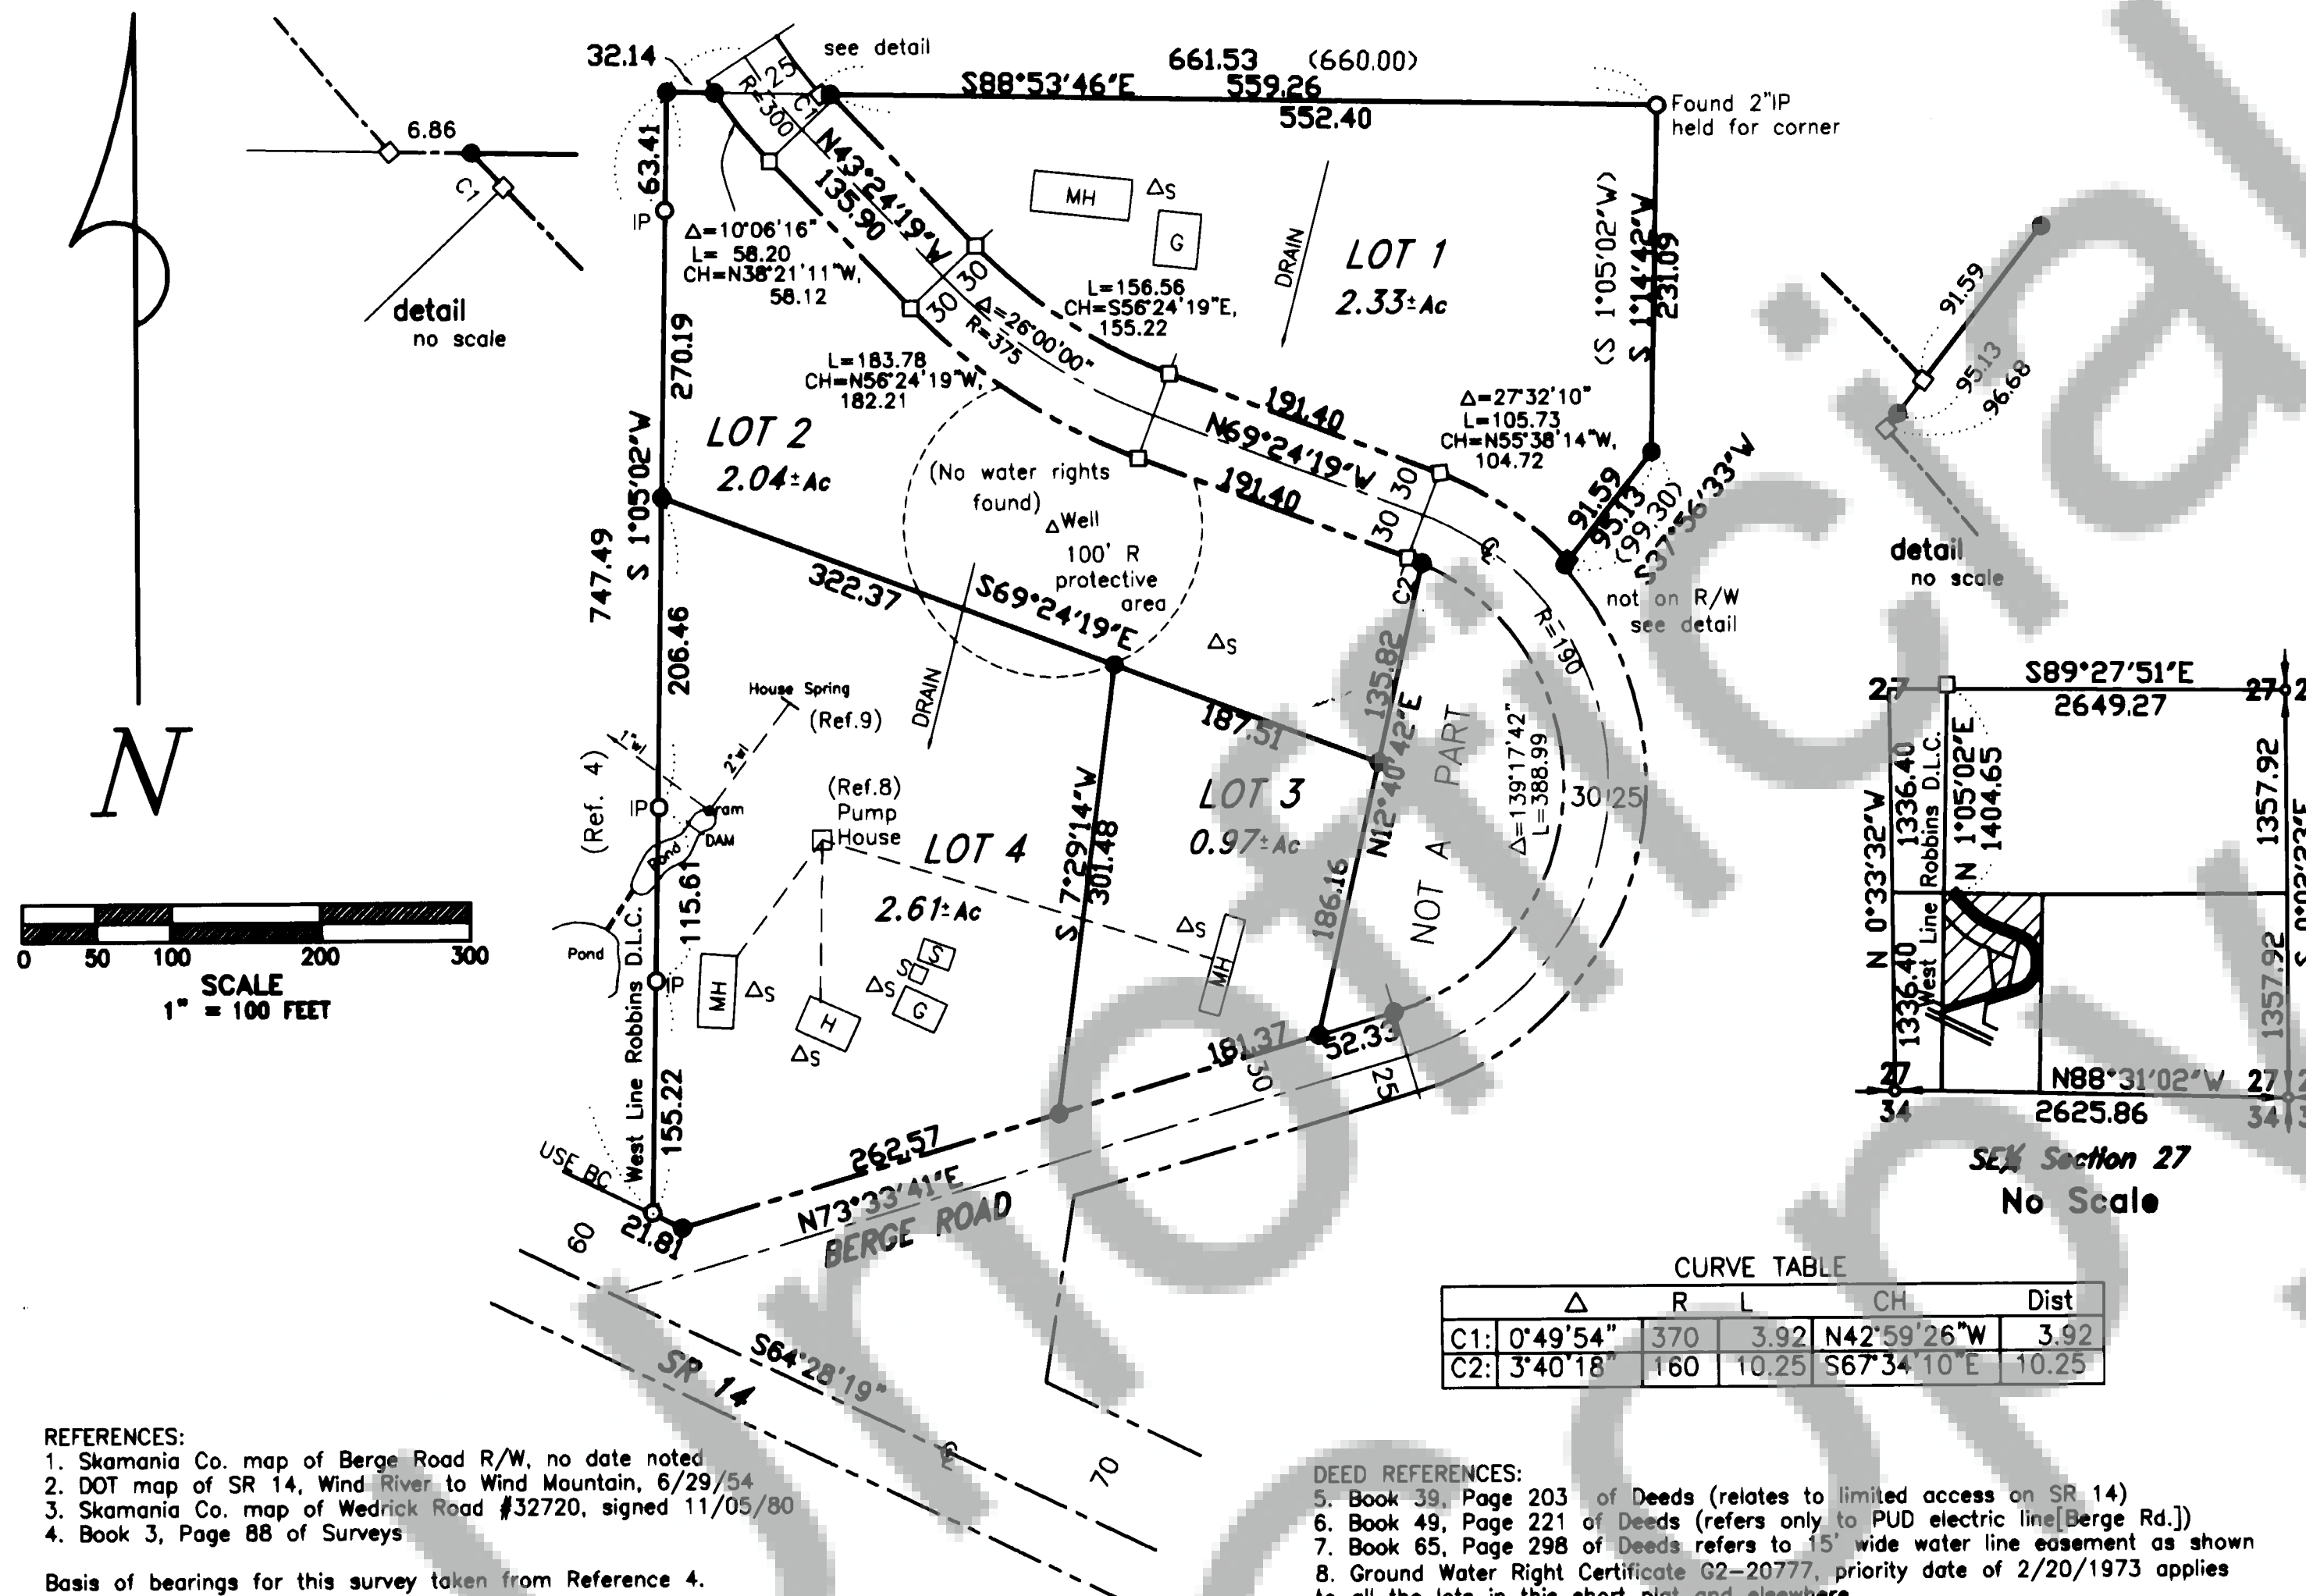 32.14
see detail
661.53 (660.00)
S88°53'46"E 559.26
552.40
Found 2"IP
held for corner
25
R=300
C1
6.86
C1
detail
no scale
63.41
IP
N43°24'19"W
135.90
Δ=10°06'16"
L= 58.20
CH=N38°21'11"W,
58.12
MH
ΔS
G
DRAIN
LOT 1
2.33±Ac
L=156.56
CH=S56°24'19"E,
155.22
(S 1°05'02"W)
S 1°14'42"W
231.09
30
30
Δ=26°00'00"
R=375
L=183.78
CH=N56°24'19"W,
182.21
270.19
191.40
N69°24'19"W
191.40
Δ=27°32'10"
L=105.73
CH=N55°38'14"W,
104.72
30
30
91.59
95.13
(99.30)
S37°56'33"W
91.59
95.13
96.68
detail
no scale
not on R/W
see detail
LOT 2
2.04±Ac
(No water rights
found)
ΔWell
100' R
protective
area
747.49
S 1°05'02"W
322.37
S69°24'19"E
C2
R=190
206.46
House Spring
(Ref.9)
DRAIN
ΔS
187.51
135.82
N12°40'42"E
NOT A PART
Δ=139°17'42"
L=388.99
30
25
(Ref. 4)
1"wl
2"wl
IP
ram
DAM
Pond
(Ref.8)
Pump
House
LOT 4
2.61±Ac
S 7°29'14"W
301.48
LOT 3
0.97±Ac
186.16
115.61
Pond
IP
MH
ΔS
H
ΔS
ΔS
S
S
G
ΔS
MH
West Line Robbins D.L.C.
155.22
181.37
52.33
30
25
0 50 100 200 300
SCALE
1" = 100 FEET
N
USE BC
21.81
60
262.57
N73°33'41"E
BERGE ROAD
S64°28'19"
SR 14
70
27
S89°27'51"E
2649.27
27
N 0°33'32"W
1336.40
1336.40
West Line Robbins D.L.C.
N 1°05'02"E
1404.65
1357.92
1357.92
27
34
N88°31'02"W
2625.86
27
34
SE¼ Section 27
No Scale
CURVE TABLE
Δ R L CH Dist
C1: 0°49'54" 370 3.92 N42°59'26"W 3.92
C2: 3°40'18" 160 10.25 S67°34'10"E 10.25
REFERENCES:
1. Skamania Co. map of Berge Road R/W, no date noted
2. DOT map of SR 14, Wind River to Wind Mountain, 6/29/54
3. Skamania Co. map of Wedrick Road #32720, signed 11/05/80
4. Book 3, Page 88 of Surveys
Basis of bearings for this survey taken from Reference 4.
DEED REFERENCES:
5. Book 39, Page 203 of Deeds (relates to limited access on SR 14)
6. Book 49, Page 221 of Deeds (refers only to PUD electric line[Berge Rd.])
7. Book 65, Page 298 of Deeds refers to 15' wide water line easement as shown
8. Ground Water Right Certificate G2-20777, priority date of 2/20/1973 applies
to all the lots in this short plat and elsewhere